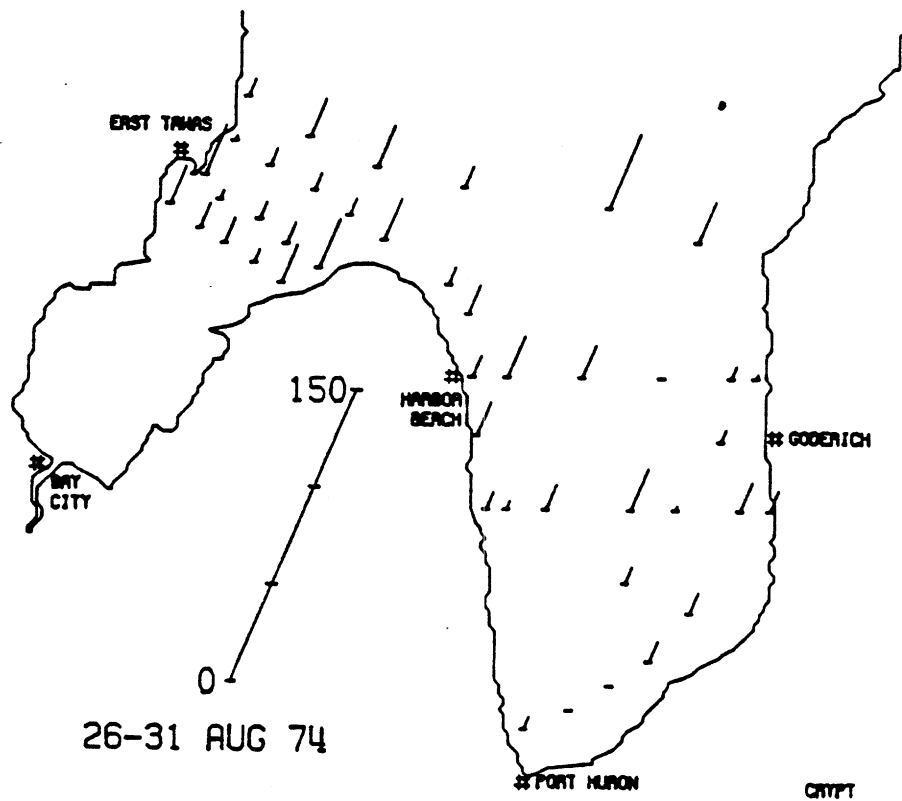 EAST TAWAS
#
150
#
HARBOR
BEACH
# GODERICH
#
BAY
CITY
0
26-31 AUG 74
# PORT HURON
CRYPT